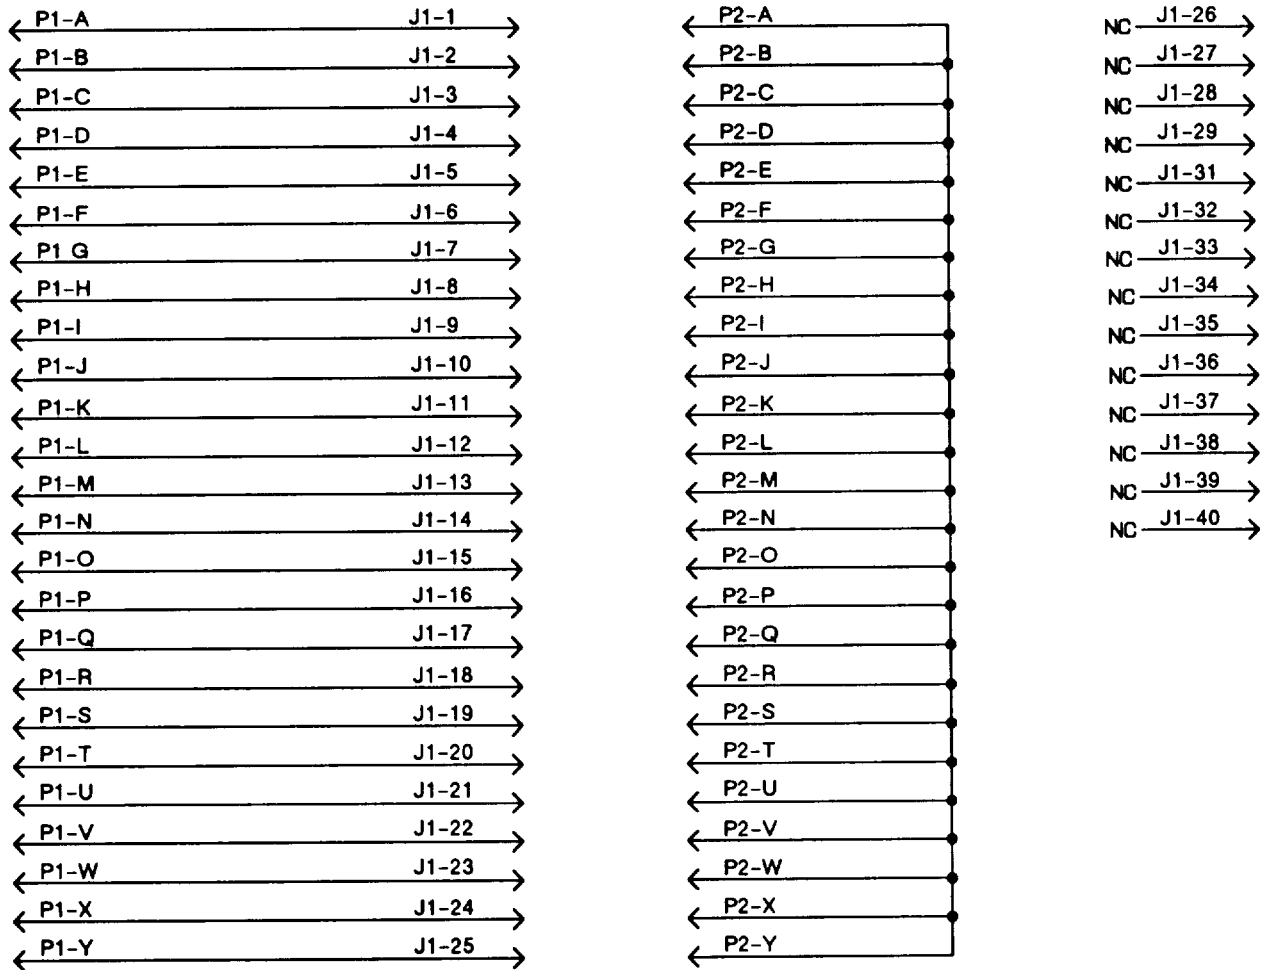 P1-A J1-1 P2-A NC J1-26
P1-B J1-2 P2-B NC J1-27
P1-C J1-3 P2-C NC J1-28
P1-D J1-4 P2-D NC J1-29
P1-E J1-5 P2-E NC J1-31
P1-F J1-6 P2-F NC J1-32
P1 G J1-7 P2-G NC J1-33
P1-H J1-8 P2-H NC J1-34
P1-I J1-9 P2-I NC J1-35
P1-J J1-10 P2-J NC J1-36
P1-K J1-11 P2-K NC J1-37
P1-L J1-12 P2-L NC J1-38
P1-M J1-13 P2-M NC J1-39
P1-N J1-14 P2-N NC J1-40
P1-O J1-15 P2-O
P1-P J1-16 P2-P
P1-Q J1-17 P2-Q
P1-R J1-18 P2-R
P1-S J1-19 P2-S
P1-T J1-20 P2-T
P1-U J1-21 P2-U
P1-V J1-22 P2-V
P1-W J1-23 P2-W
P1-X J1-24 P2-X
P1-Y J1-25 P2-Y